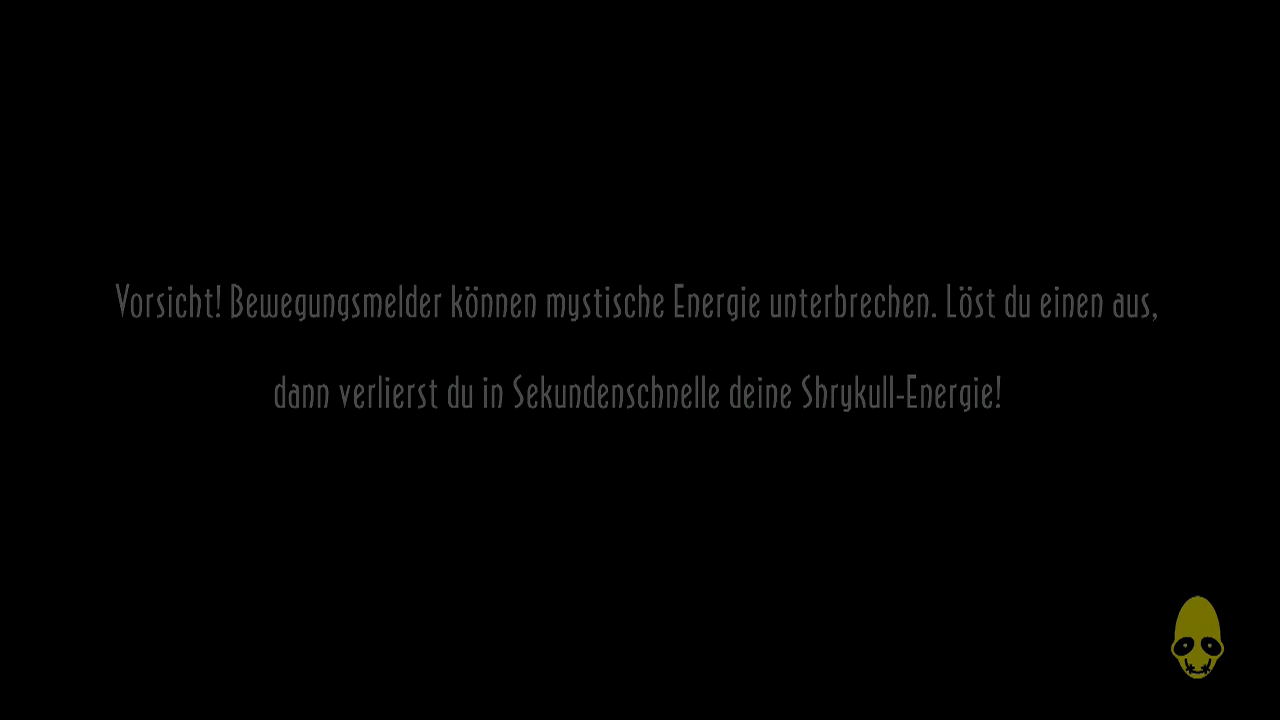 Vorsicht! Bewegungsmelder können mystische Energie unterbrechen. Löst du einen aus,
dann verlierst du in Sekundenschnelle deine Shrykull-Energie!